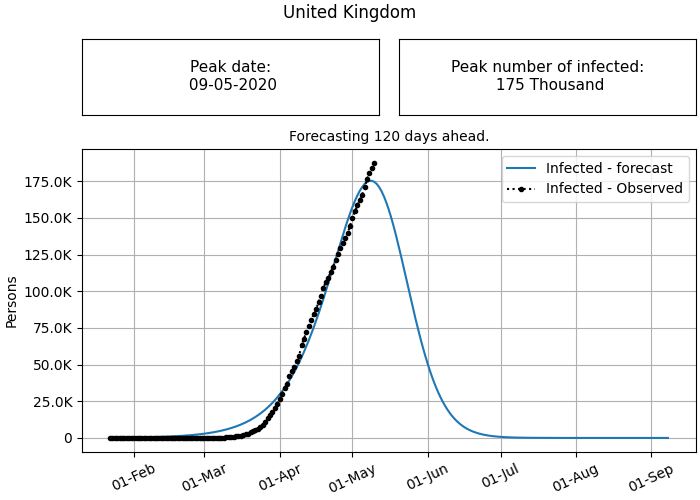 United Kingdom
Peak date:
09-05-2020
Peak number of infected:
175 Thousand
Forecasting 120 days ahead.
Infected - forecast
Infected - Observed
Persons
175.0K
150.0K
125.0K
100.0K
75.0K
50.0K
25.0K
0
01-Feb
01-Mar
01-Apr
01-May
01-Jun
01-Jul
01-Aug
01-Sep